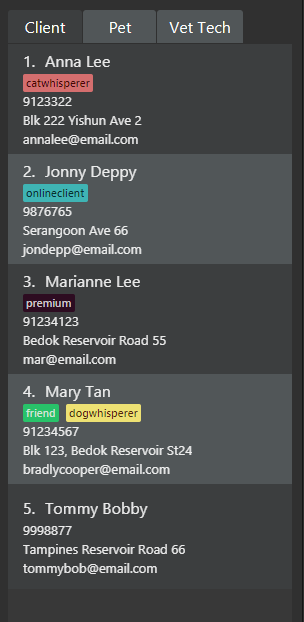 Client Pet Vet Tech
1. Anna Lee
catwhisperer
9123322
Blk 222 Yishun Ave 2
annalee@email.com
2. Jonny Deppy
onlineclient
9876765
Serangoon Ave 66
jondepp@email.com
3. Marianne Lee
premium
91234123
Bedok Reservoir Road 55
mar@email.com
4. Mary Tan
friend dogwhisperer
91234567
Blk 123, Bedok Reservoir St24
bradlycooper@email.com
5. Tommy Bobby
9998877
Tampines Reservoir Road 66
tommybob@email.com